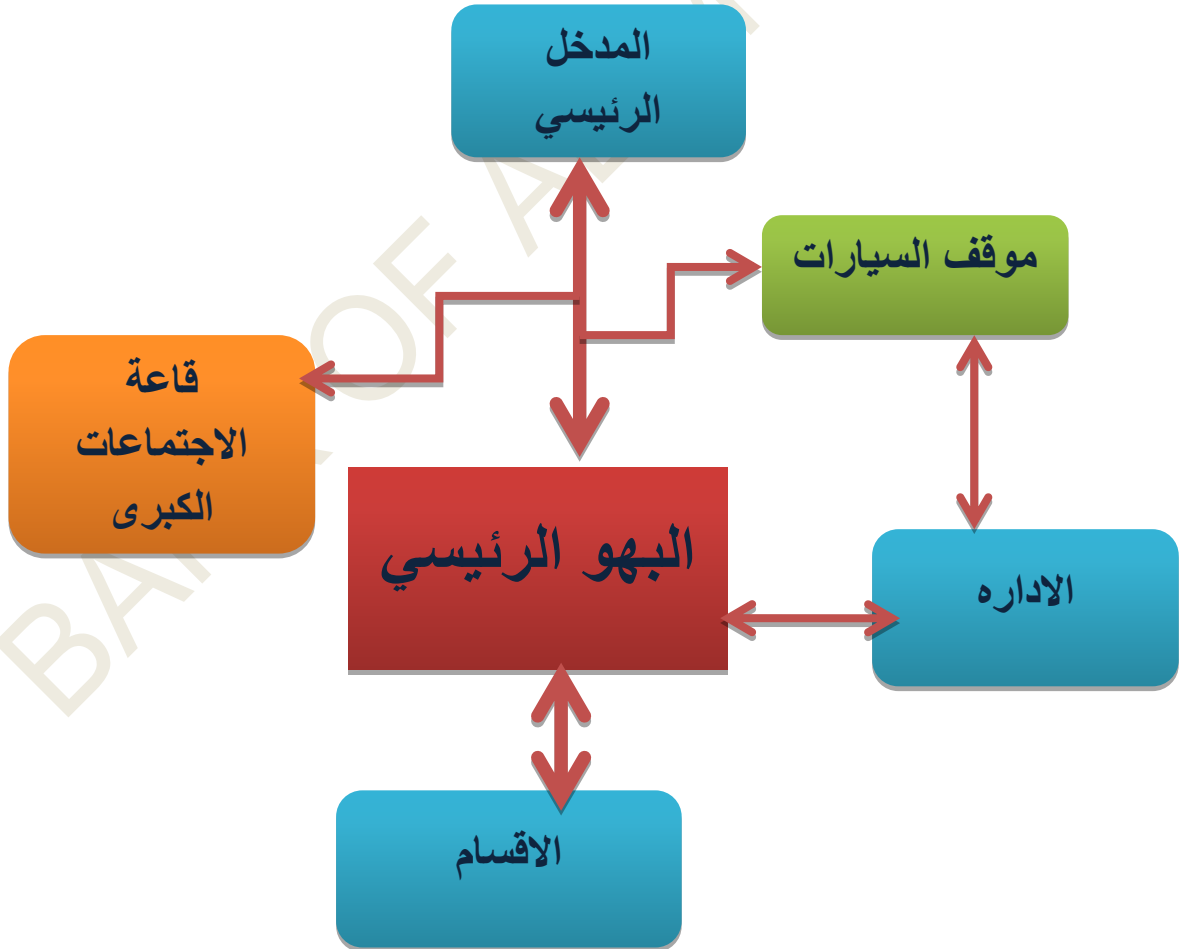 المدخل
الرئيسي
موقف السيارات
قاعة
الاجتماعات
الكبرى
البهو الرئيسي
الاداره
الاقسام